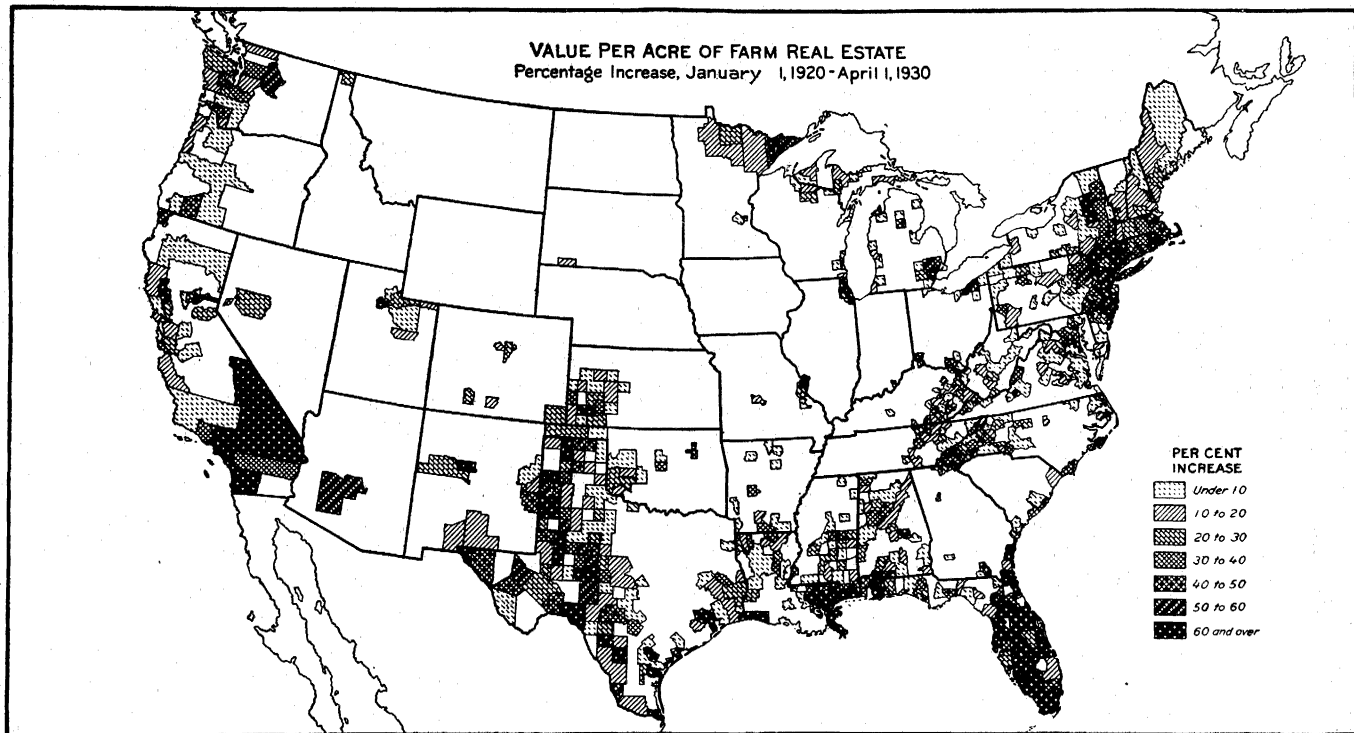 VALUE PER ACRE OF FARM REAL ESTATE
Percentage Increase, January 1, 1920 - April 1, 1930
PER CENT
INCREASE
Under 10
10 to 20
20 to 30
30 to 40
40 to 50
50 to 60
60 and over